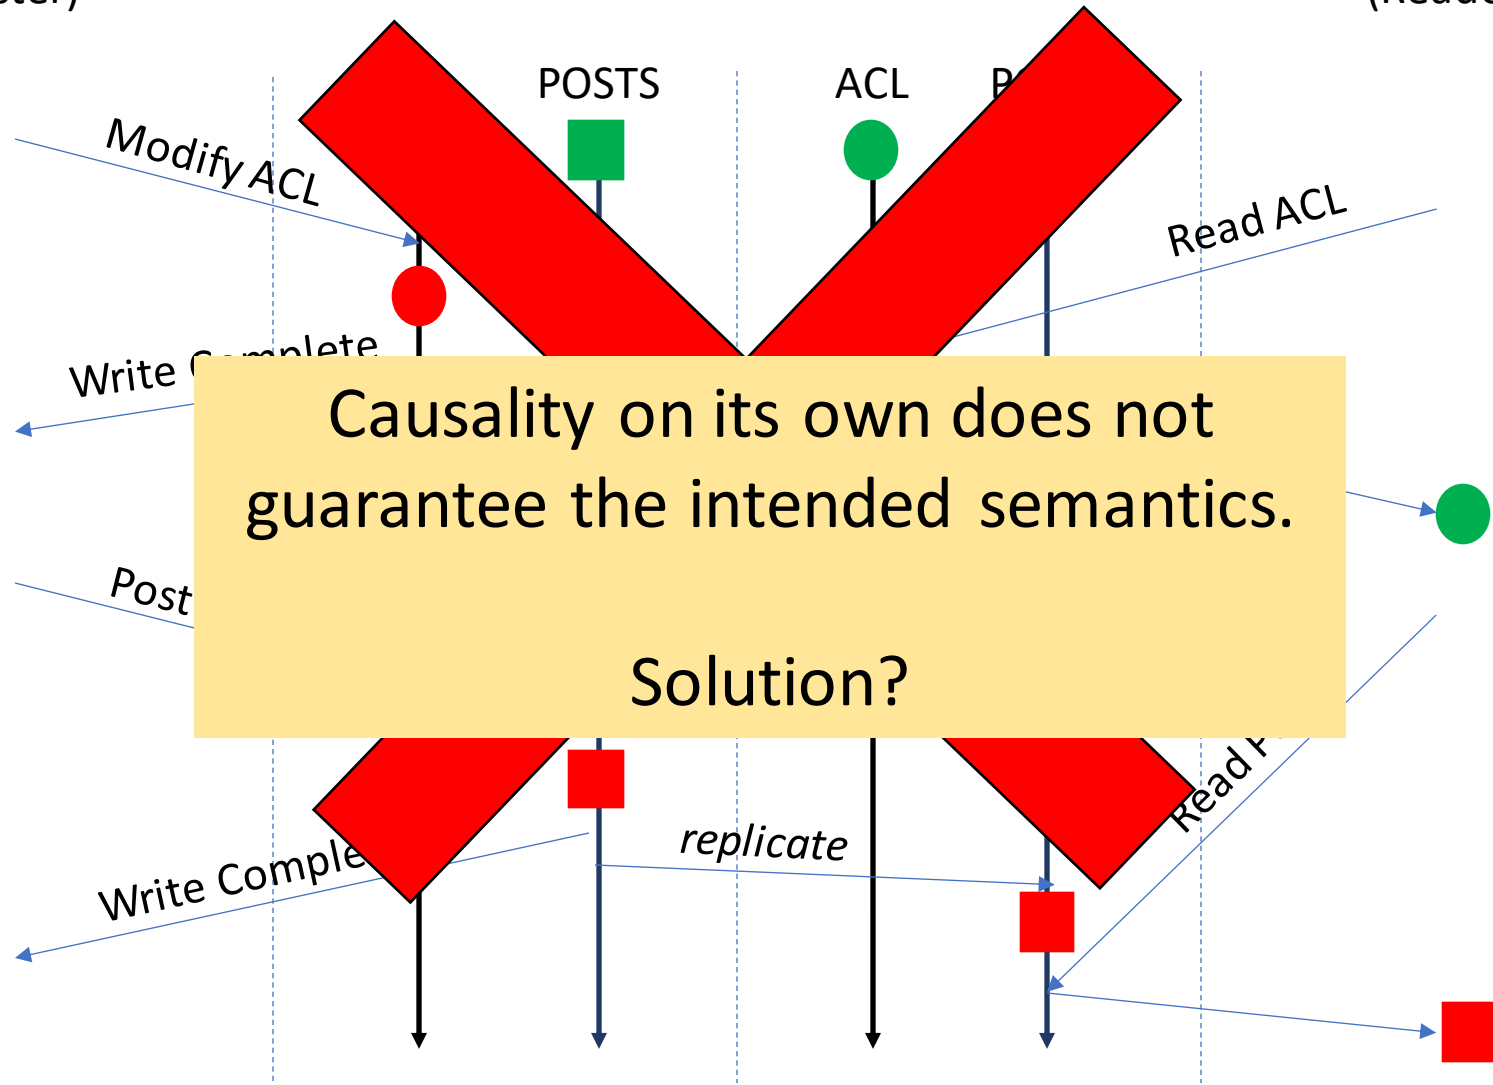 POSTS
ACL
Modify ACL
Read ACL
Write Complete
Causality on its own does not
guarantee the intended semantics.
Solution?
Post
Read
replicate
Write